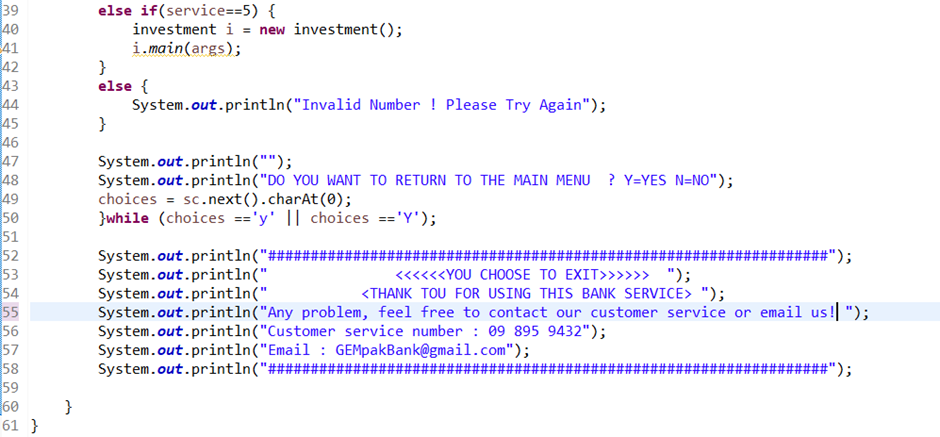 39         else if(service==5) {
40             investment i = new investment();
41             i.main(args);
42         }
43         else {
44             System.out.println("Invalid Number ! Please Try Again");
45         }
46
47         System.out.println("");
48         System.out.println("DO YOU WANT TO RETURN TO THE MAIN MENU  ? Y=YES N=NO");
49         choices = sc.next().charAt(0);
50         }while (choices =='y' || choices =='Y');
51
52         System.out.println("##################################################################");
53         System.out.println("               <<<<<<YOU CHOOSE TO EXIT>>>>>>  ");
54         System.out.println("           <THANK TOU FOR USING THIS BANK SERVICE> ");
55         System.out.println("Any problem, feel free to contact our customer service or email us! ");
56         System.out.println("Customer service number : 09 895 9432");
57         System.out.println("Email : GEMpakBank@gmail.com");
58         System.out.println("##################################################################");
59
60     }
61 }